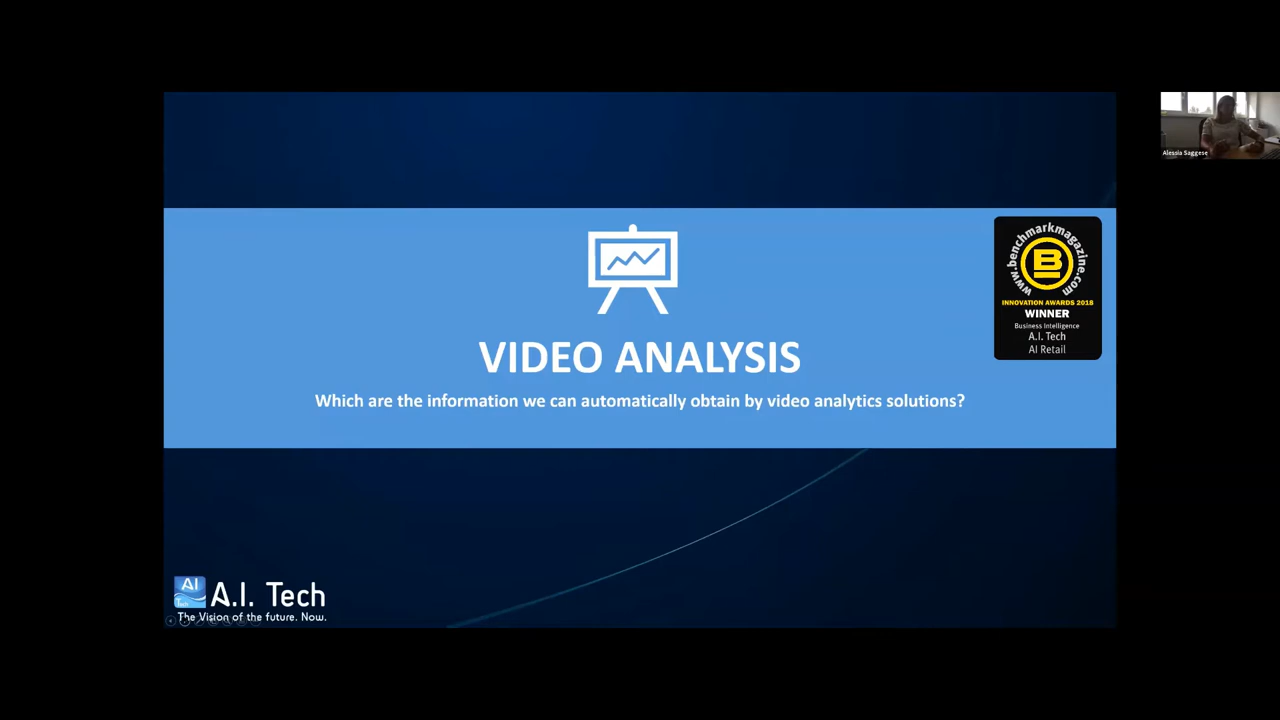 Alessia Saggese
www.benchmarkmagazine.com
B
INNOVATION AWARDS 2018
WINNER
Business Intelligence
A.I. Tech
AI Retail
VIDEO ANALYSIS
Which are the information we can automatically obtain by video analytics solutions?
AI
Tech
A.I. Tech
The Vision of the future. Now.